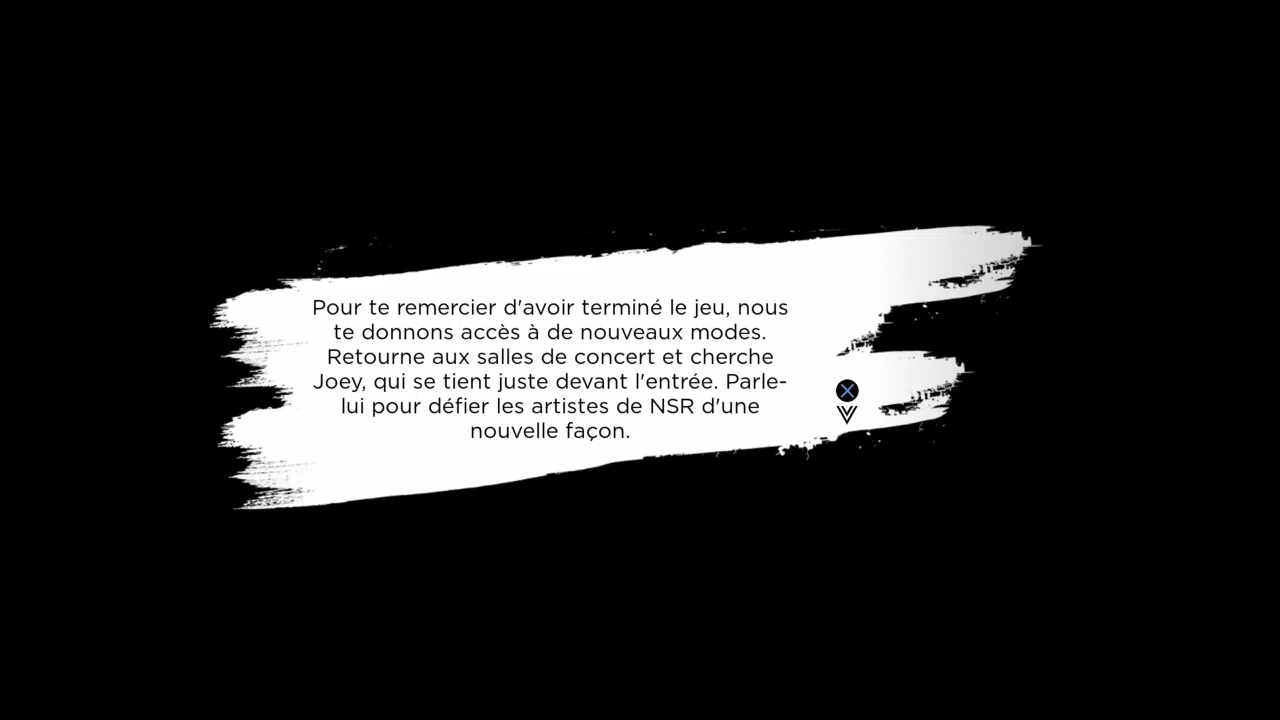 Pour te remercier d'avoir terminé le jeu, nous
te donnons accès à de nouveaux modes.
Retourne aux salles de concert et cherche
Joey, qui se tient juste devant l'entrée. Parle-
lui pour défier les artistes de NSR d'une
nouvelle façon.